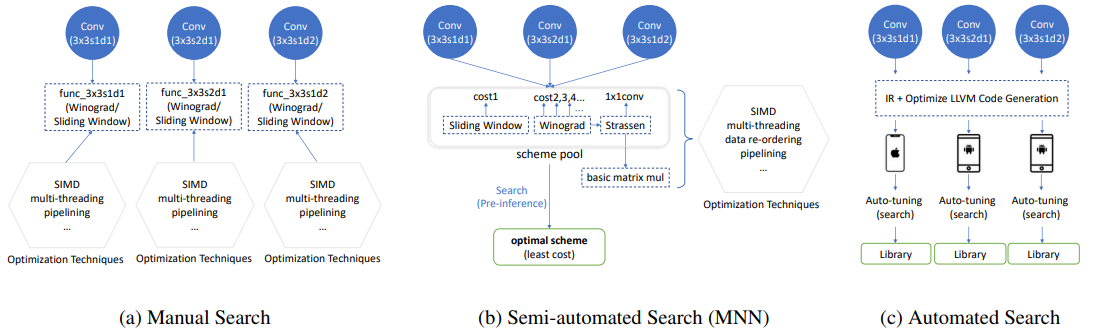 Conv
(3x3s1d1)
Conv
(3x3s2d1)
Conv
(3x3s1d2)
func_3x3s1d1
(Winograd/
Sliding Window)
func_3x3s2d1
(Winograd/
Sliding Window)
func_3x3s1d2
(Winograd/
Sliding Window)
SIMD
multi-threading
pipelining
...
SIMD
multi-threading
pipelining
...
SIMD
multi-threading
pipelining
...
Optimization Techniques
Optimization Techniques
Optimization Techniques
(a) Manual Search
Conv
(3x3s1d1)
Conv
(3x3s2d1)
Conv
(3x3s1d2)
cost1
cost2,3,4...
1x1conv
...
Sliding Window
Winograd
Strassen
scheme pool
basic matrix mul
Search
(Pre-inference)
optimal scheme
(least cost)
SIMD
multi-threading
data re-ordering
pipelining
...
Optimization Techniques
(b) Semi-automated Search (MNN)
Conv
(3x3s1d1)
Conv
(3x3s2d1)
Conv
(3x3s1d2)
IR + Optimize LLVM Code Generation
Auto-tuning
(search)
Auto-tuning
(search)
Auto-tuning
(search)
Library
Library
Library
(c) Automated Search